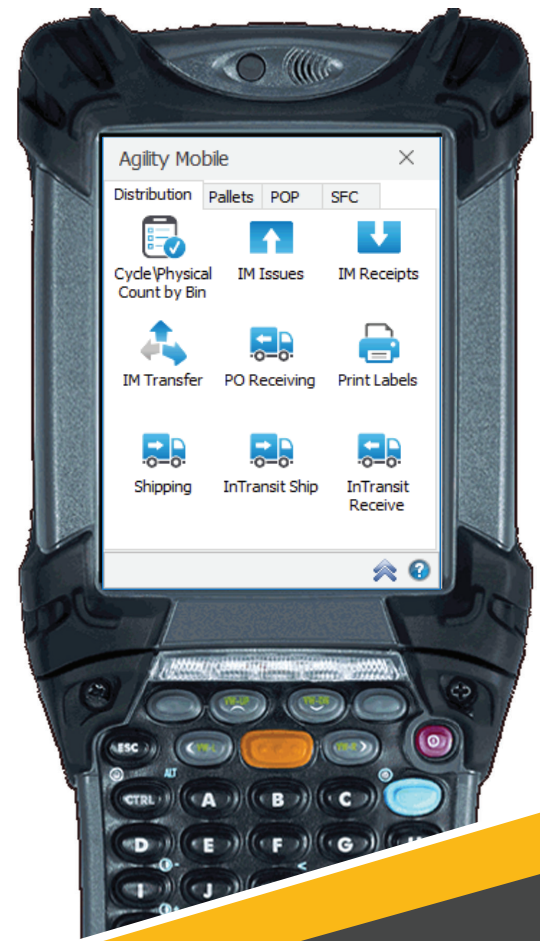 Agility Mobile
Distribution Pallets POP SFC
Cycle\Physical Count by Bin
IM Issues
IM Receipts
IM Transfer
PO Receiving
Print Labels
Shipping
InTransit Ship
InTransit Receive
?
ESC
ALT
CTRL A B C
D E F G
I J